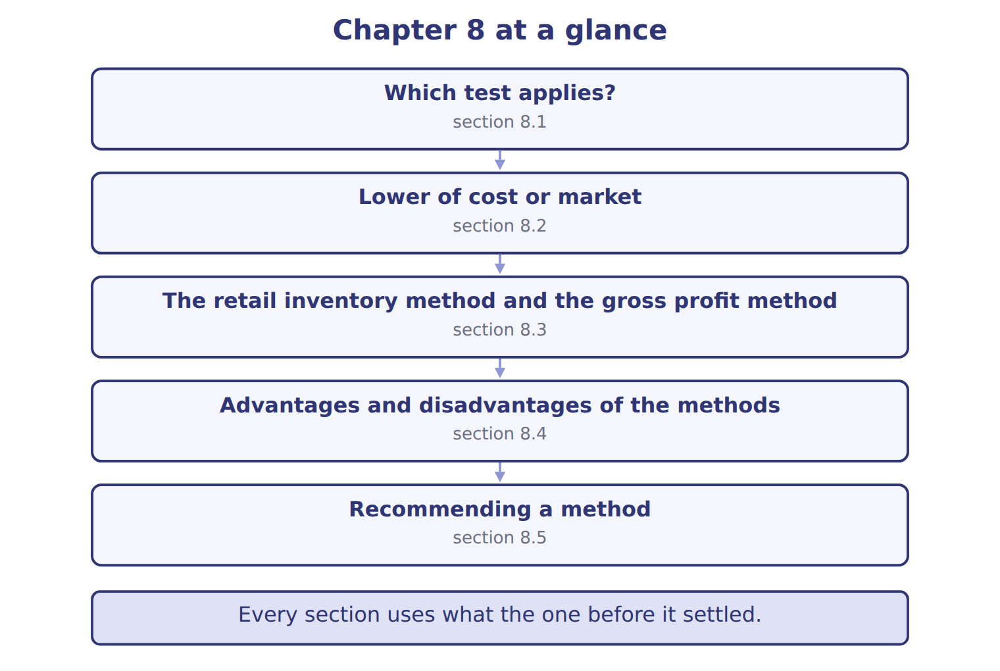 Chapter 8 at a glance
Which test applies?
section 8.1
Lower of cost or market
section 8.2
The retail inventory method and the gross profit method
section 8.3
Advantages and disadvantages of the methods
section 8.4
Recommending a method
section 8.5
Every section uses what the one before it settled.